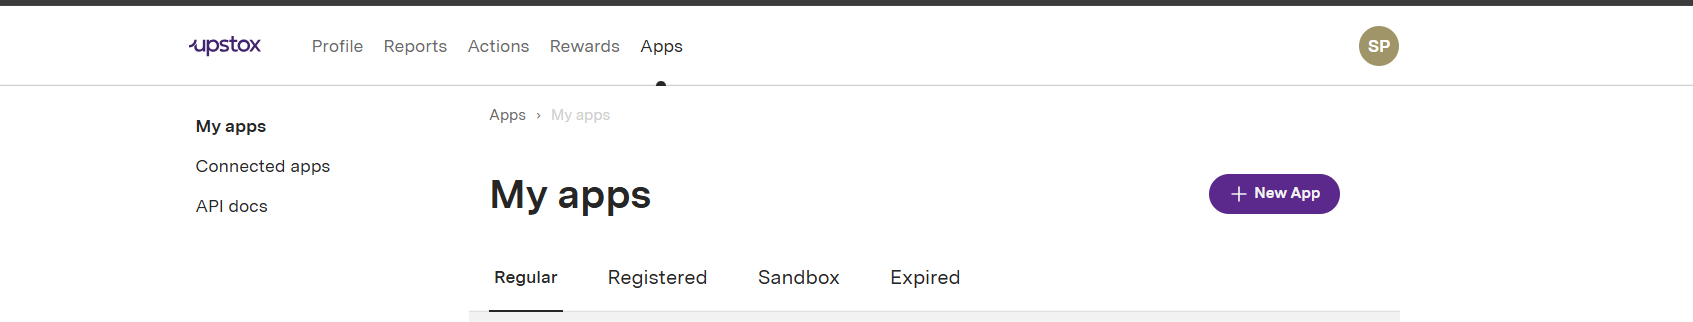 upstox Profile Reports Actions Rewards Apps SP
My apps
Connected apps
API docs
Apps › My apps
My apps
+ New App
Regular Registered Sandbox Expired